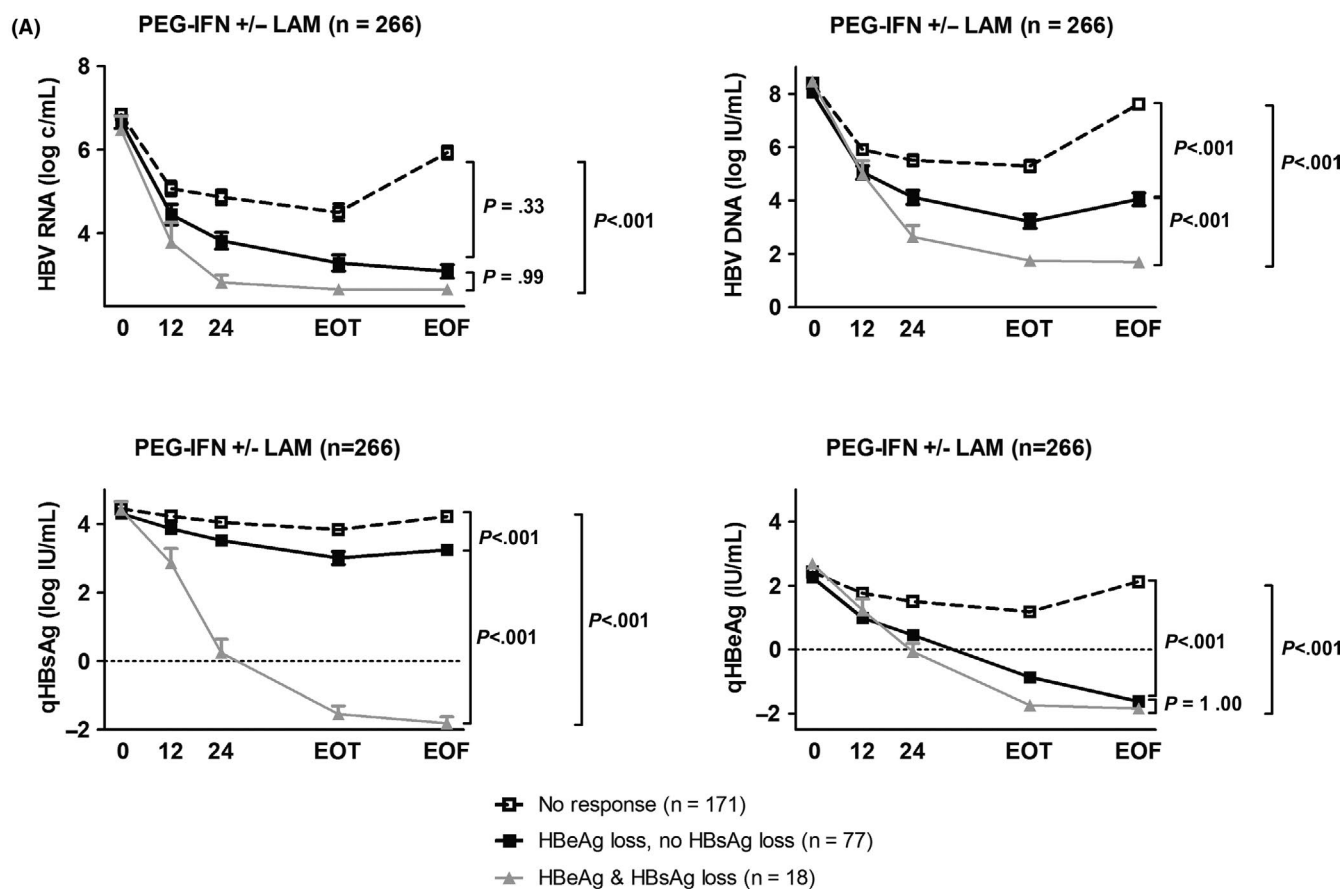 (A)
PEG-IFN +/– LAM (n = 266)
HBV RNA (log c/mL)
8
6
4
0 12 24 EOT EOF
P = .33
P = .99
P<.001
PEG-IFN +/– LAM (n = 266)
HBV DNA (log IU/mL)
8
6
4
2
0
0 12 24 EOT EOF
P<.001
P<.001
P<.001
PEG-IFN +/- LAM (n=266)
qHBsAg (log IU/mL)
4
2
0
–2
0 12 24 EOT EOF
P<.001
P<.001
P<.001
PEG-IFN +/- LAM (n=266)
qHBeAg (IU/mL)
4
2
0
–2
0 12 24 EOT EOF
P<.001
P = 1 .00
P<.001
No response (n = 171)
HBeAg loss, no HBsAg loss (n = 77)
HBeAg & HBsAg loss (n = 18)